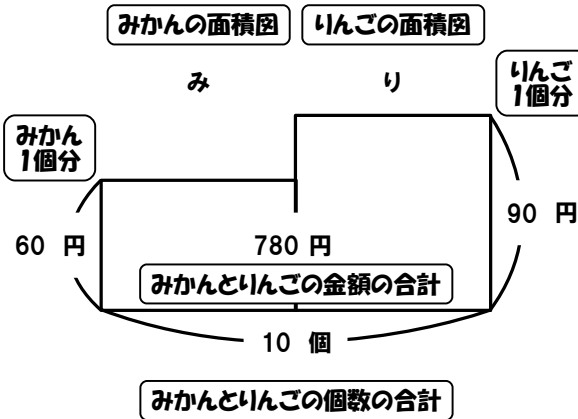 みかんの面積図 りんごの面積図
み り
りんご
1個分
みかん
1個分
60 円 780 円 90 円
みかんとりんごの金額の合計
10 個
みかんとりんごの個数の合計